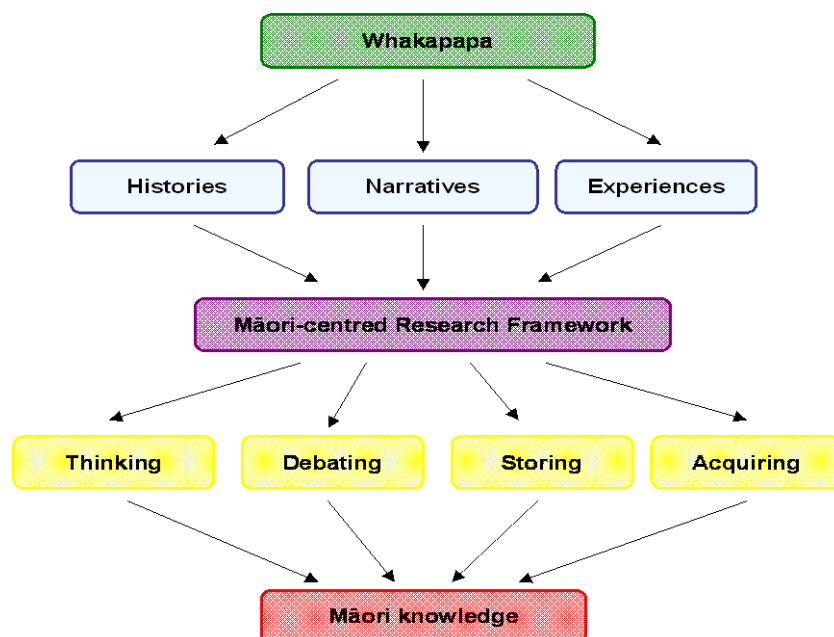 Whakapapa
Histories
Narratives
Experiences
Māori-centred Research Framework
Thinking
Debating
Storing
Acquiring
Māori knowledge